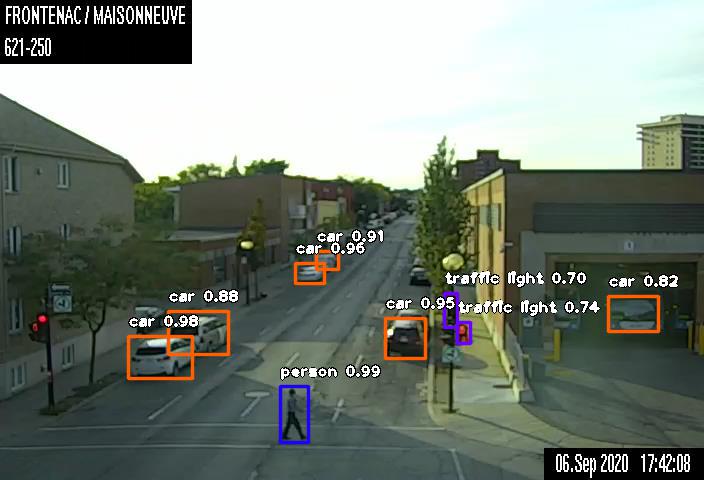 FRONTENAC / MAISONNEUVE
621-250
car 0.91
car 0.96
traffic light 0.70
car 0.82
car 0.88
car 0.95
traffic light 0.74
car 0.98
person 0.99
06.Sep 2020 17:42:08